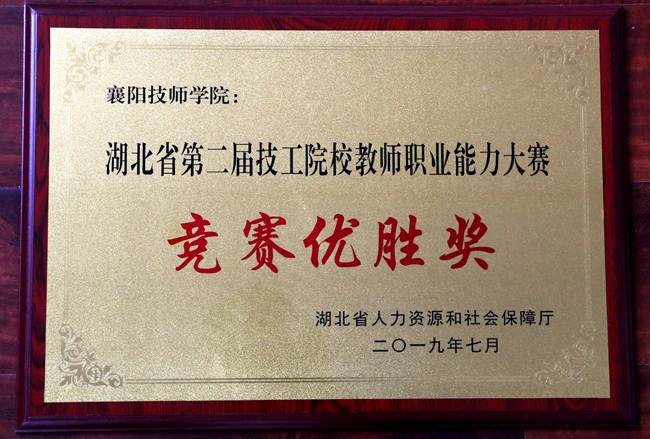 襄阳技师学院：
湖北省第二届技工院校教师职业能力大赛
竞赛优胜奖
湖北省人力资源和社会保障厅
二〇一九年七月